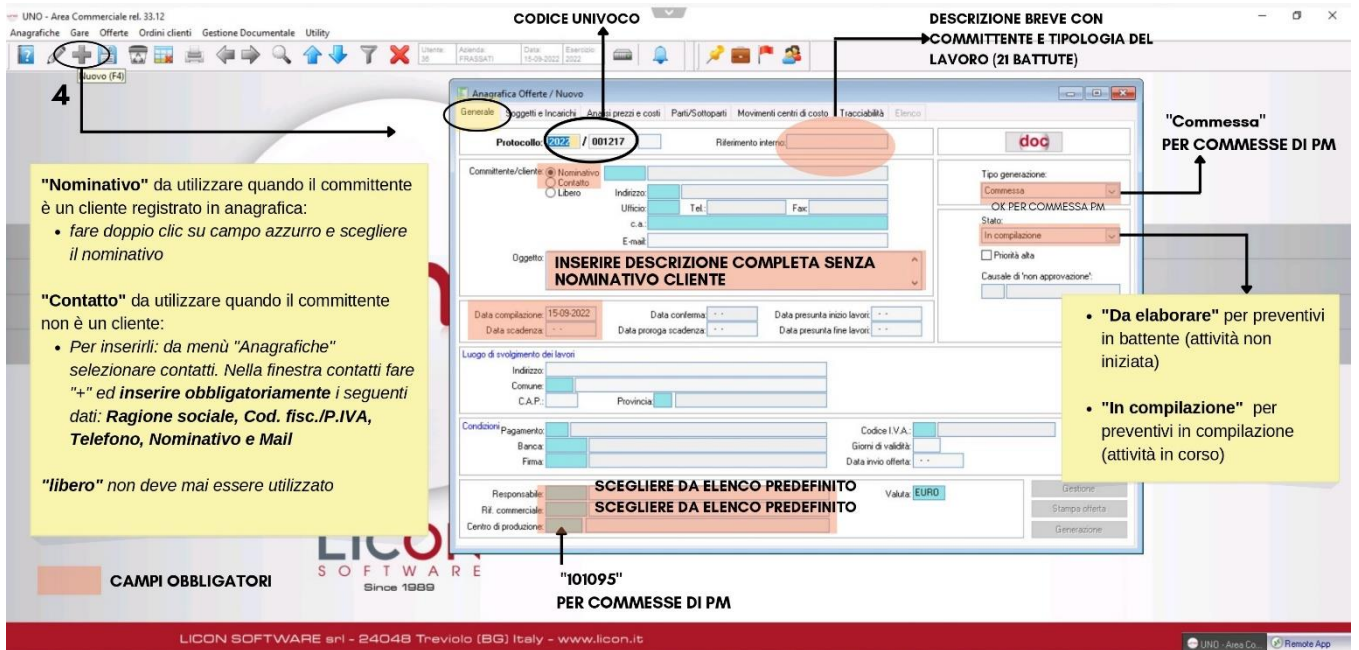 UNO - Area Commerciale rel. 33.12
Anagrafiche Gare Offerte Ordini clienti Gestione Documentale Utility
Utente 38 Azienda: FRASSATI Data: 15-09-2022 Esercizio 2022
Nuovo (F4)
4
CODICE UNIVOCO
DESCRIZIONE BREVE CON
COMMITTENTE E TIPOLOGIA DEL
LAVORO (21 BATTUTE)
"Commessa"
PER COMMESSE DI PM
Anagrafica Offerte / Nuovo
Generale Soggetti e Incarichi Analisi prezzi e costi Parti/Sottoparti Movimenti centri di costo Tracciabilità Elenco
Protocollo: 2022 / 001217 Riferimento interno:
doc
Committente/cliente: Nominativo
Contatto
Libero Indirizzo:
Ufficio: Tel.: Fax:
c.a.:
E-mail:
Oggetto: INSERIRE DESCRIZIONE COMPLETA SENZA
NOMINATIVO CLIENTE
Tipo generazione:
Commessa
OK PER COMMESSA PM
Stato:
In compilazione
Priorità alta
Causale di 'non approvazione':
Data compilazione: 15-09-2022 Data conferma: - - Data presunta inizio lavori: - -
Data scadenza: - - Data proroga scadenza: - - Data presunta fine lavori: - -
Luogo di svolgimento dei lavori
Indirizzo:
Comune:
C.A.P.: Provincia:
Condizioni
Pagamento: Codice I.V.A.:
Banca: Giorni di validità:
Firma: Data invio offerta: - -
Responsabile: SCEGLIERE DA ELENCO PREDEFINITO Valuta: EURO
Rif. commerciale: SCEGLIERE DA ELENCO PREDEFINITO
Centro di produzione:
Gestione
Stampa offerta
Generazione
"Nominativo" da utilizzare quando il committente
è un cliente registrato in anagrafica:
• fare doppio clic su campo azzurro e scegliere
il nominativo
"Contatto" da utilizzare quando il committente
non è un cliente:
• Per inserirli: da menù "Anagrafiche"
selezionare contatti. Nella finestra contatti fare
"+" ed inserire obbligatoriamente i seguenti
dati: Ragione sociale, Cod. fisc./P.IVA,
Telefono, Nominativo e Mail
"libero" non deve mai essere utilizzato
• "Da elaborare" per preventivi
in battente (attività non
iniziata)
• "In compilazione" per
preventivi in compilazione
(attività in corso)
CAMPI OBBLIGATORI
LICON
SOFTWARE
Since 1989
"101095"
PER COMMESSE DI PM
LICON SOFTWARE srl - 24048 Treviolo (BG) Italy - www.licon.it
UNO - Area Co... Remote App